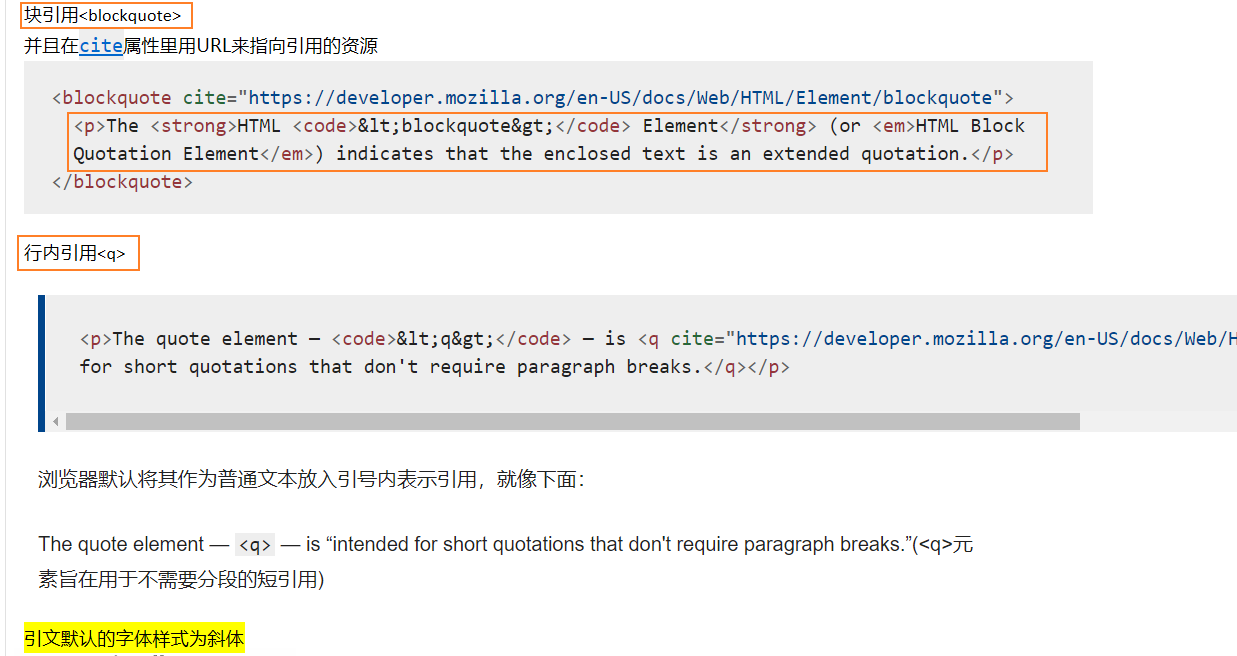 块引用<blockquote>
并且在cite属性里用URL来指向引用的资源
<blockquote cite="https://developer.mozilla.org/en-US/docs/Web/HTML/Element/blockquote">
<p>The <strong>HTML <code>&lt;blockquote&gt;</code> Element</strong> (or <em>HTML Block
Quotation Element</em>) indicates that the enclosed text is an extended quotation.</p>
</blockquote>
行内引用<q>
<p>The quote element — <code>&lt;q&gt;</code> — is <q cite="https://developer.mozilla.org/en-US/docs/Web/H
for short quotations that don't require paragraph breaks.</q></p>
浏览器默认将其作为普通文本放入引号内表示引用，就像下面：
The quote element — <q> — is “intended for short quotations that don't require paragraph breaks.”(<q>元
素旨在用于不需要分段的短引用)
引文默认的字体样式为斜体